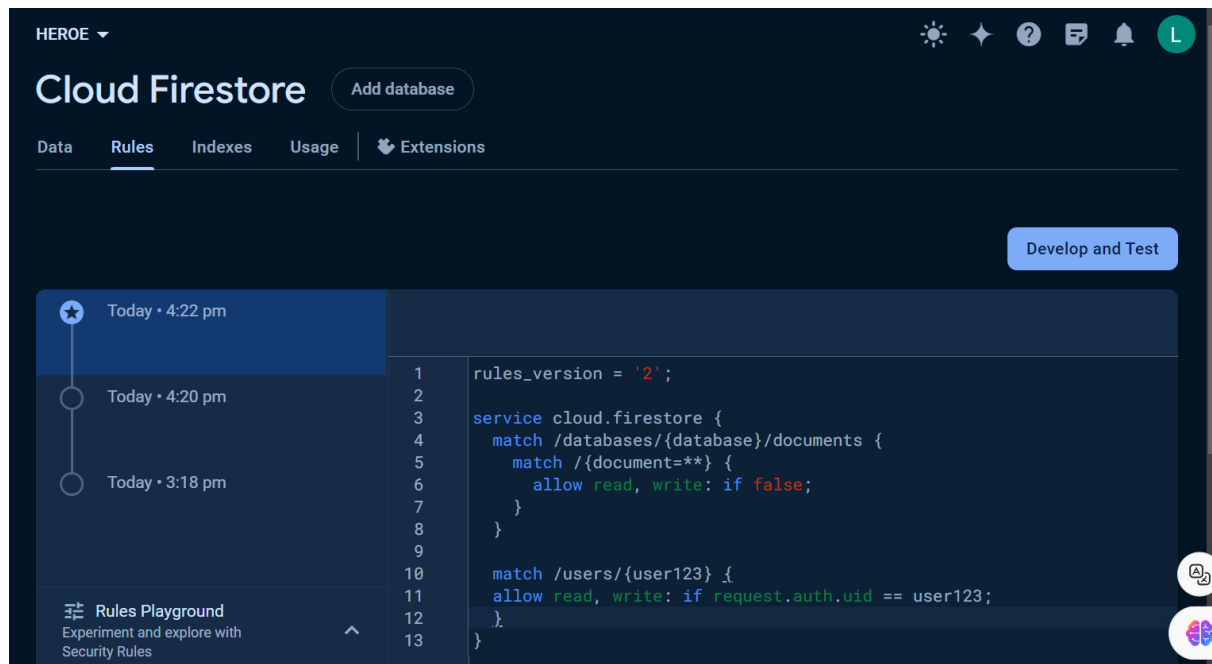 HEROE
L
Cloud Firestore
Add database
Data
Rules
Indexes
Usage
Extensions
Develop and Test
Today • 4:22 pm
Today • 4:20 pm
Today • 3:18 pm
Rules Playground
Experiment and explore with
Security Rules
1 rules_version = '2';
2
3 service cloud.firestore {
4   match /databases/{database}/documents {
5     match /{document=**} {
6       allow read, write: if false;
7     }
8   }
9
10   match /users/{user123} {
11   allow read, write: if request.auth.uid == user123;
12   }
13 }